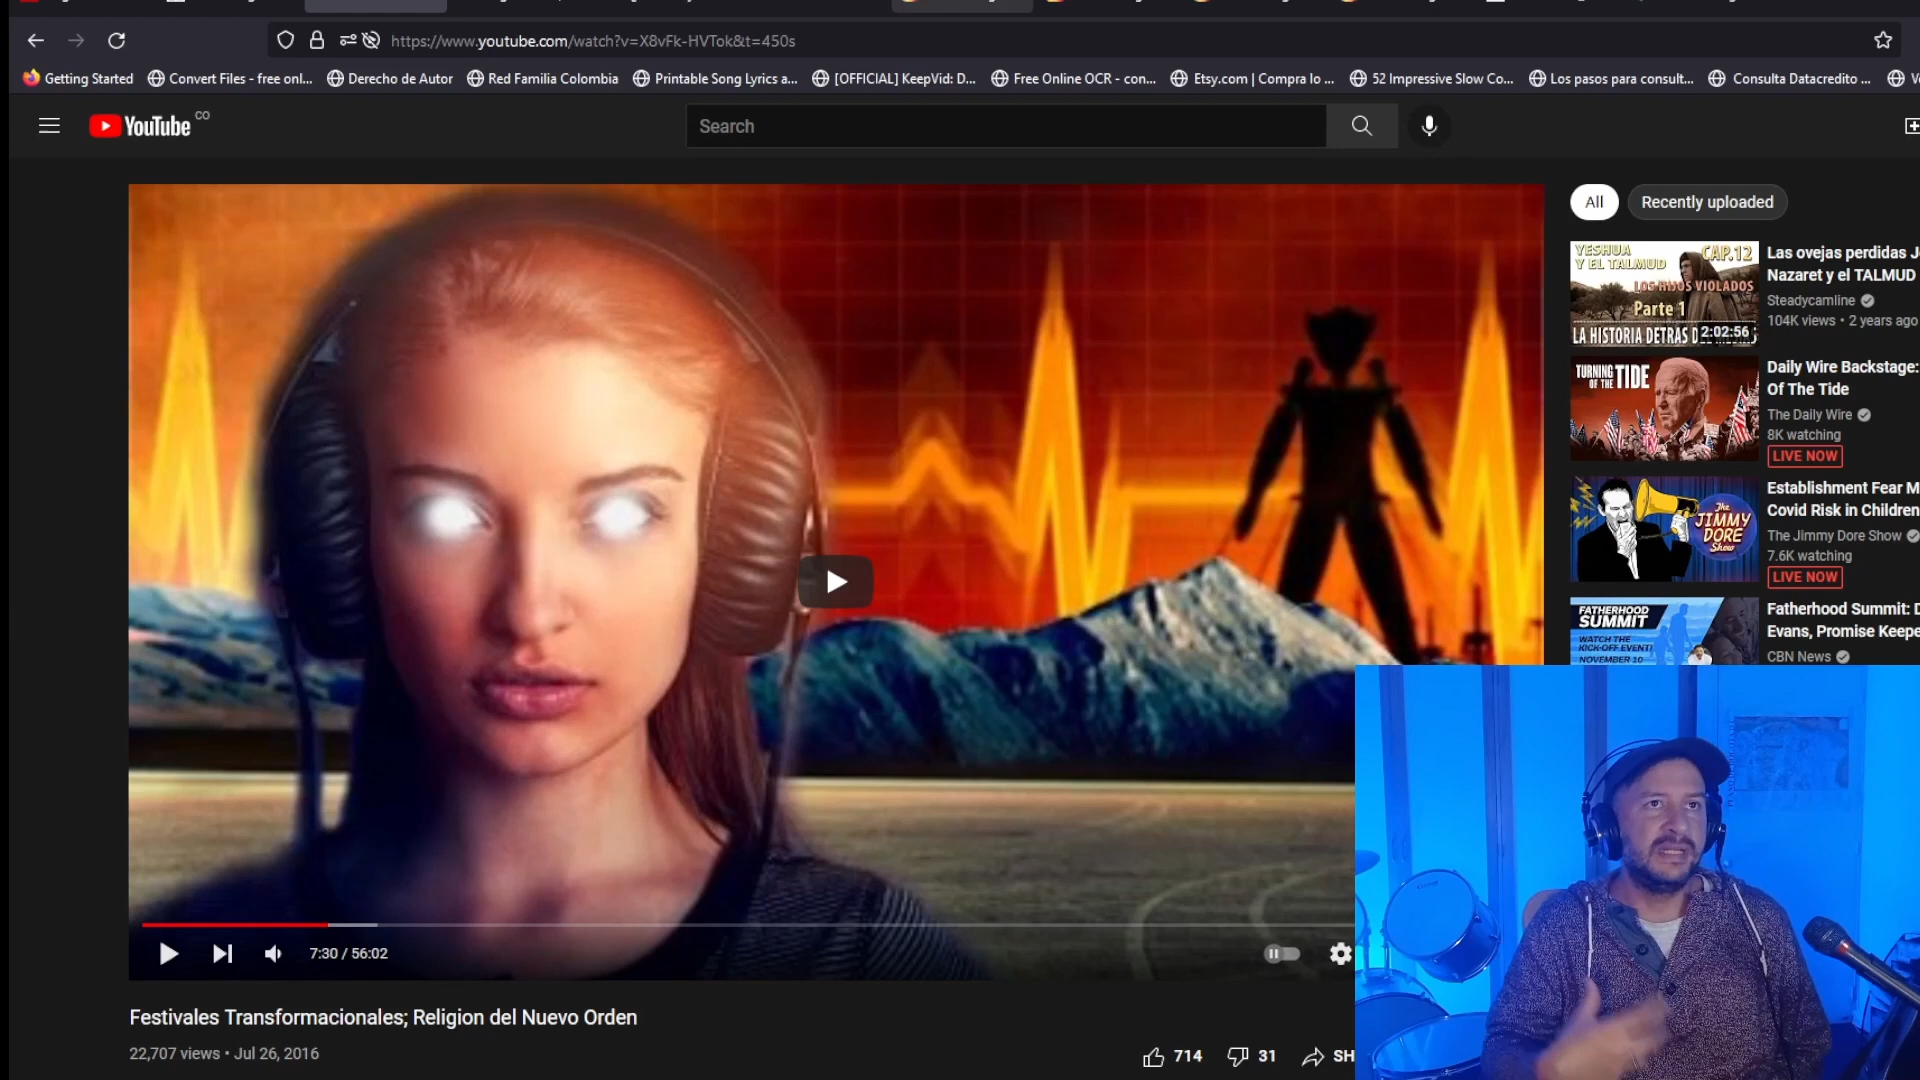 https://www.youtube.com/watch?v=X8vFk-HVTok&t=450s
Getting Started
Convert Files - free onl...
Derecho de Autor
Red Familia Colombia
Printable Song Lyrics a...
[OFFICIAL] KeepVid: D...
Free Online OCR - con...
Etsy.com | Compra lo ...
52 Impressive Slow Co...
Los pasos para consult...
Consulta Datacredito ...
YouTube CO
Search
All
Recently uploaded
YESHUA
Y EL TALMUD
CAP.12
LOS HIJOS VIOLADOS
Parte 1
LA HISTORIA DETRAS D
2:02:56
Las ovejas perdidas J
Nazaret y el TALMUD
Steadycamline
104K views • 2 years ago
TURNING
OF THE TIDE
Daily Wire Backstage:
Of The Tide
The Daily Wire
8K watching
LIVE NOW
The
JIMMY
DORE
Show
Establishment Fear M
Covid Risk in Children
The Jimmy Dore Show
7.6K watching
LIVE NOW
FATHERHOOD
SUMMIT
WATCH THE
KICK-OFF EVENT!
NOVEMBER 10
Fatherhood Summit: D
Evans, Promise Keepe
CBN News
7:30 / 56:02
Festivales Transformacionales; Religion del Nuevo Orden
22,707 views • Jul 26, 2016
714
31
SH